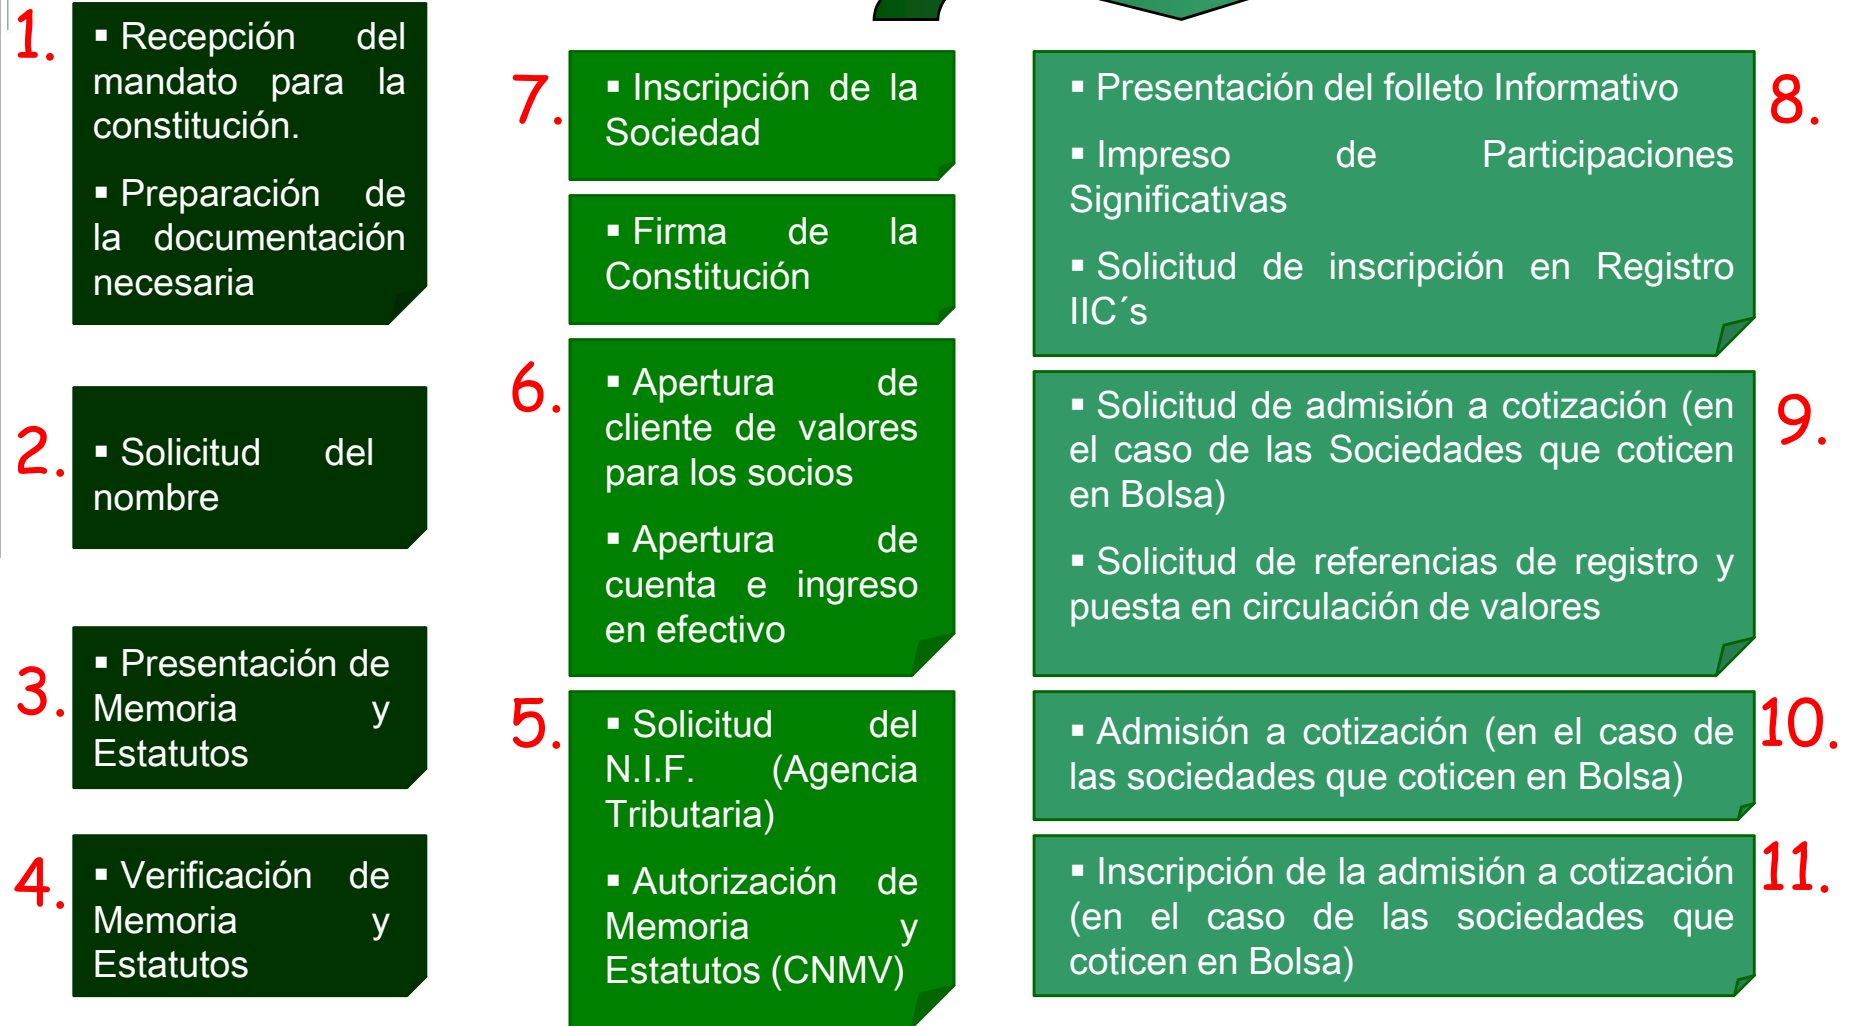 1.
▪ Recepción del
mandato para la
constitución.
▪ Preparación de
la documentación
necesaria
2.
▪ Solicitud del
nombre
3.
▪ Presentación de
Memoria y
Estatutos
4.
▪ Verificación de
Memoria y
Estatutos
7.
▪ Inscripción de la
Sociedad
▪ Firma de la
Constitución
6.
▪ Apertura de
cliente de valores
para los socios
▪ Apertura de
cuenta e ingreso
en efectivo
5.
▪ Solicitud del
N.I.F. (Agencia
Tributaria)
▪ Autorización de
Memoria y
Estatutos (CNMV)
8.
▪ Presentación del folleto Informativo
▪ Impreso de Participaciones
Significativas
▪ Solicitud de inscripción en Registro
IIC´s
9.
▪ Solicitud de admisión a cotización (en
el caso de las Sociedades que coticen
en Bolsa)
▪ Solicitud de referencias de registro y
puesta en circulación de valores
10.
▪ Admisión a cotización (en el caso de
las sociedades que coticen en Bolsa)
11.
▪ Inscripción de la admisión a cotización
(en el caso de las sociedades que
coticen en Bolsa)